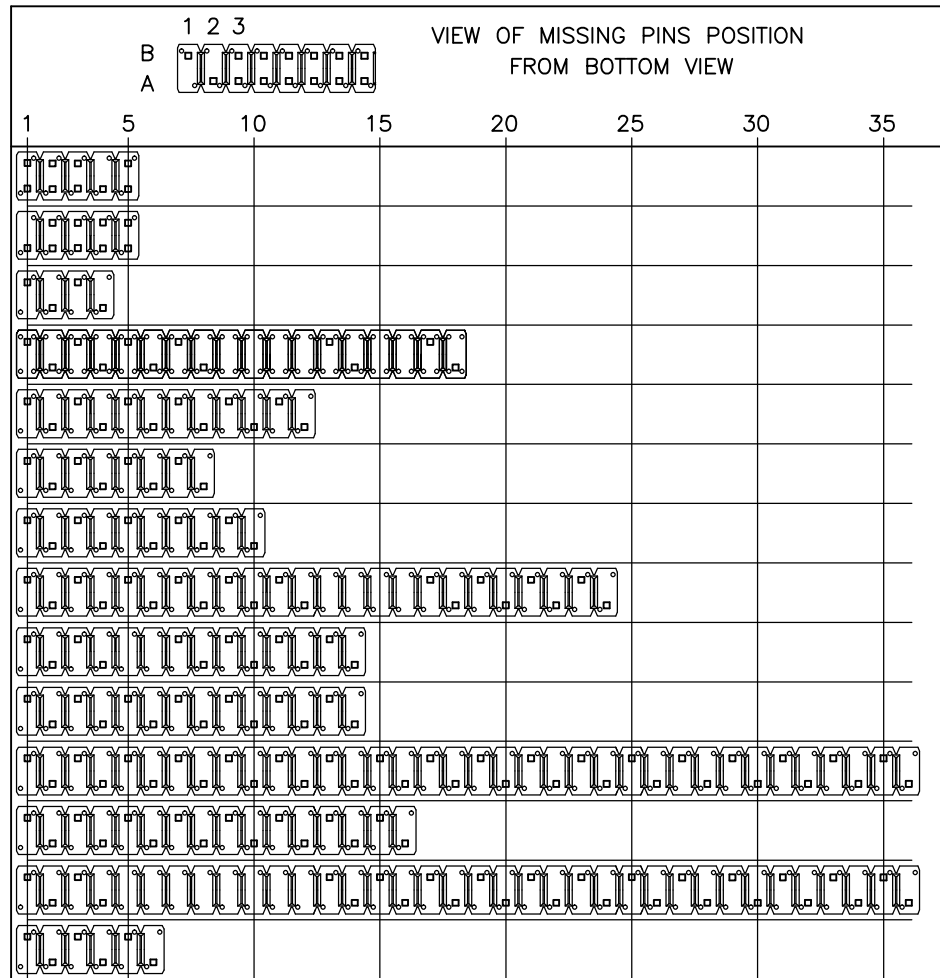 1 2 3
B
A
VIEW OF MISSING PINS POSITION
FROM BOTTOM VIEW
1 5 10 15 20 25 30 35